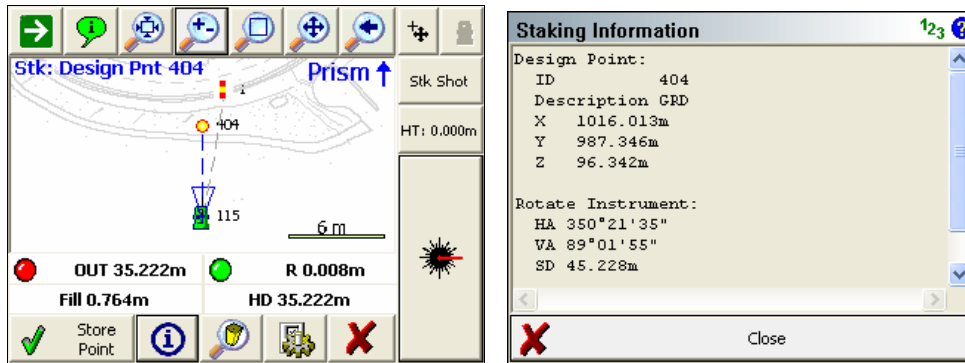 Stk: Design Pnt 404
Prism
Stk Shot
1
404
HT: 0.000m
115
6 m
OUT 35.222m
R 0.008m
Fill 0.764m
HD 35.222m
Store
Point
Staking Information
123
Design Point:
ID 404
Description GRD
X 1016.013m
Y 987.346m
Z 96.342m
Rotate Instrument:
HA 350°21'35"
VA 89°01'55"
SD 45.228m
Close